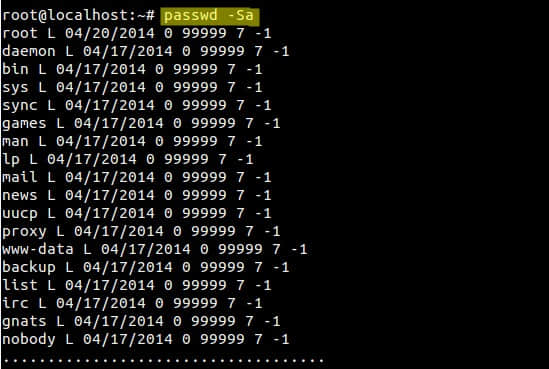 root@localhost:~# passwd -Sa
root L 04/20/2014 0 99999 7 -1
daemon L 04/17/2014 0 99999 7 -1
bin L 04/17/2014 0 99999 7 -1
sys L 04/17/2014 0 99999 7 -1
sync L 04/17/2014 0 99999 7 -1
games L 04/17/2014 0 99999 7 -1
man L 04/17/2014 0 99999 7 -1
lp L 04/17/2014 0 99999 7 -1
mail L 04/17/2014 0 99999 7 -1
news L 04/17/2014 0 99999 7 -1
uucp L 04/17/2014 0 99999 7 -1
proxy L 04/17/2014 0 99999 7 -1
www-data L 04/17/2014 0 99999 7 -1
backup L 04/17/2014 0 99999 7 -1
list L 04/17/2014 0 99999 7 -1
irc L 04/17/2014 0 99999 7 -1
gnats L 04/17/2014 0 99999 7 -1
nobody L 04/17/2014 0 99999 7 -1
....................................